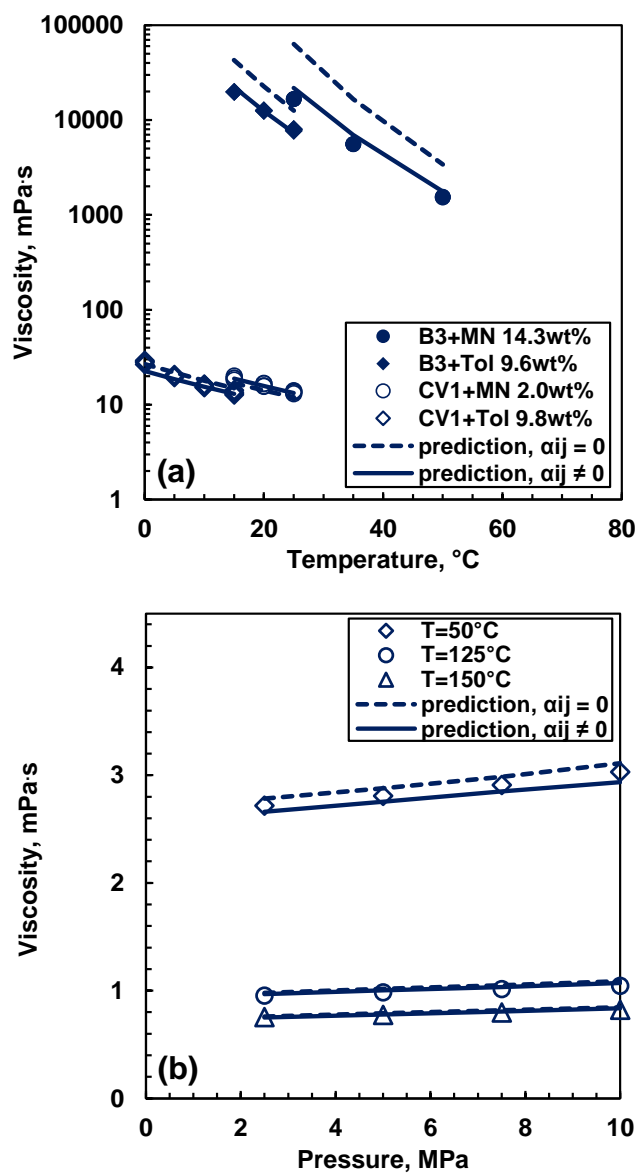 100000
10000
1000
100
10
1
Viscosity, mPa·s
B3+MN 14.3wt%
B3+Tol 9.6wt%
CV1+MN 2.0wt%
CV1+Tol 9.8wt%
prediction, αij = 0
prediction, αij ≠ 0
(a)
0 20 40 60 80
Temperature, °C
4
3
2
1
0
Viscosity, mPa·s
T=50°C
T=125°C
T=150°C
prediction, αij = 0
prediction, αij ≠ 0
(b)
0 2 4 6 8 10
Pressure, MPa